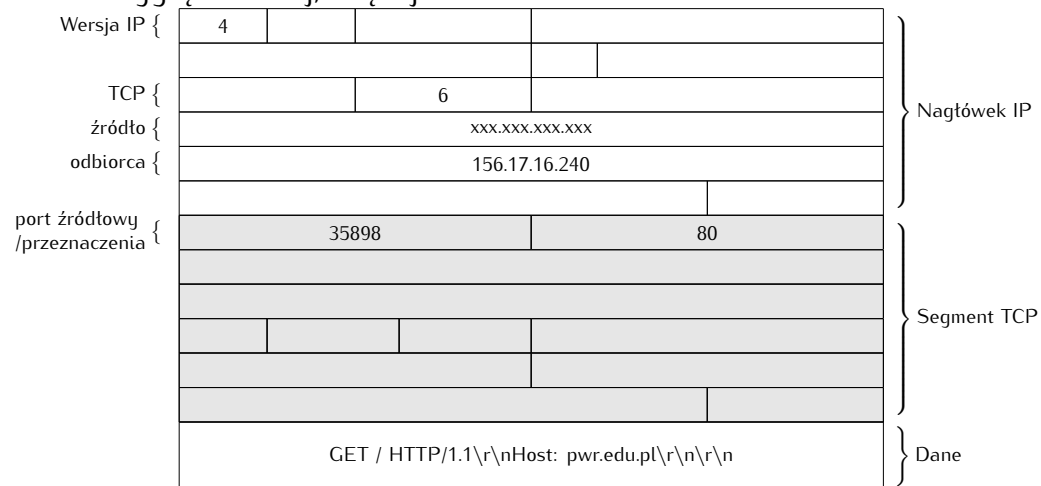 Wersja IP { 4
TCP { 6
Nagłówek IP
źródło { xxx.xxx.xxx.xxx
odbiorca { 156.17.16.240
port źródłowy
/przeznaczenia { 35898 80
Segment TCP
GET / HTTP/1.1\r\nHost: pwr.edu.pl\r\n\r\n Dane